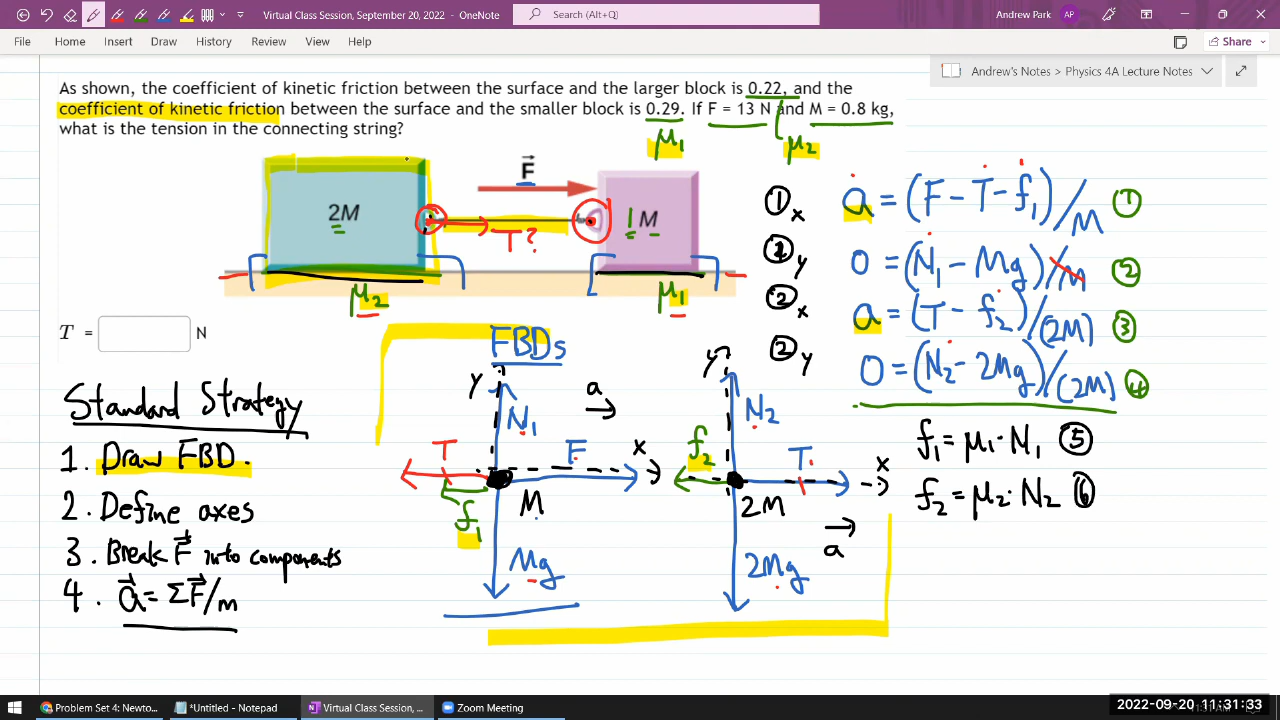 Virtual Class Session, September 20, 2022 - OneNote
Search (Alt+Q)
Andrew Park
AP
File Home Insert Draw History Review View Help
Share
Andrew's Notes > Physics 4A Lecture Notes
As shown, the coefficient of kinetic friction between the surface and the larger block is 0.22, and the
coefficient of kinetic friction between the surface and the smaller block is 0.29. If F = 13 N and M = 0.8 kg,
what is the tension in the connecting string?
μ₁
μ₂
F⃗
2M
T?
1 M
μ₂
μ₁
T = N
①x a = (F - T - f₁)/M ①
y 0 = (N₁ - Mg)/M ②
②x a = (T - f₂)/(2M) ③
②y 0 = (N₂ - 2Mg)/(2M) ④
f₁ = μ₁·N₁ ⑤
f₂ = μ₂·N₂ ⑥
FBDs
y
N₁
a
T
F
x
f₁
M
Mg
y
N₂
f₂
T
x
2M
a
2Mg
Standard Strategy
1. Draw FBD.
2. Define axes
3. Break F⃗ into components
4. a⃗ = ΣF⃗/m
Problem Set 4: Newto...
*Untitled - Notepad
Virtual Class Session...
Zoom Meeting
2022-09-20 11:31:33